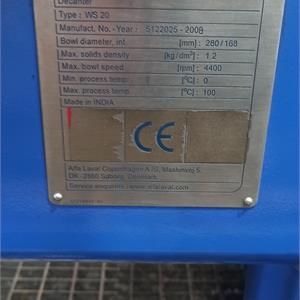 Decanter
Type : WS 20
Manufact. No. -Year : 5122025 - 2008
Bowl diameter, int. [mm] : 280/168
Max. solids density [kg/dm³] : 1.2
Max. bowl speed [rpm] : 4400
Min. process temp. [°C] : 0
Max. process temp. [°C] : 100
Made in INDIA
CE
Alfa Laval Copenhagen A/S, Maskinvej 5,
DK - 2860 Søborg, Denmark
Service enquiries : www.alfalaval.com